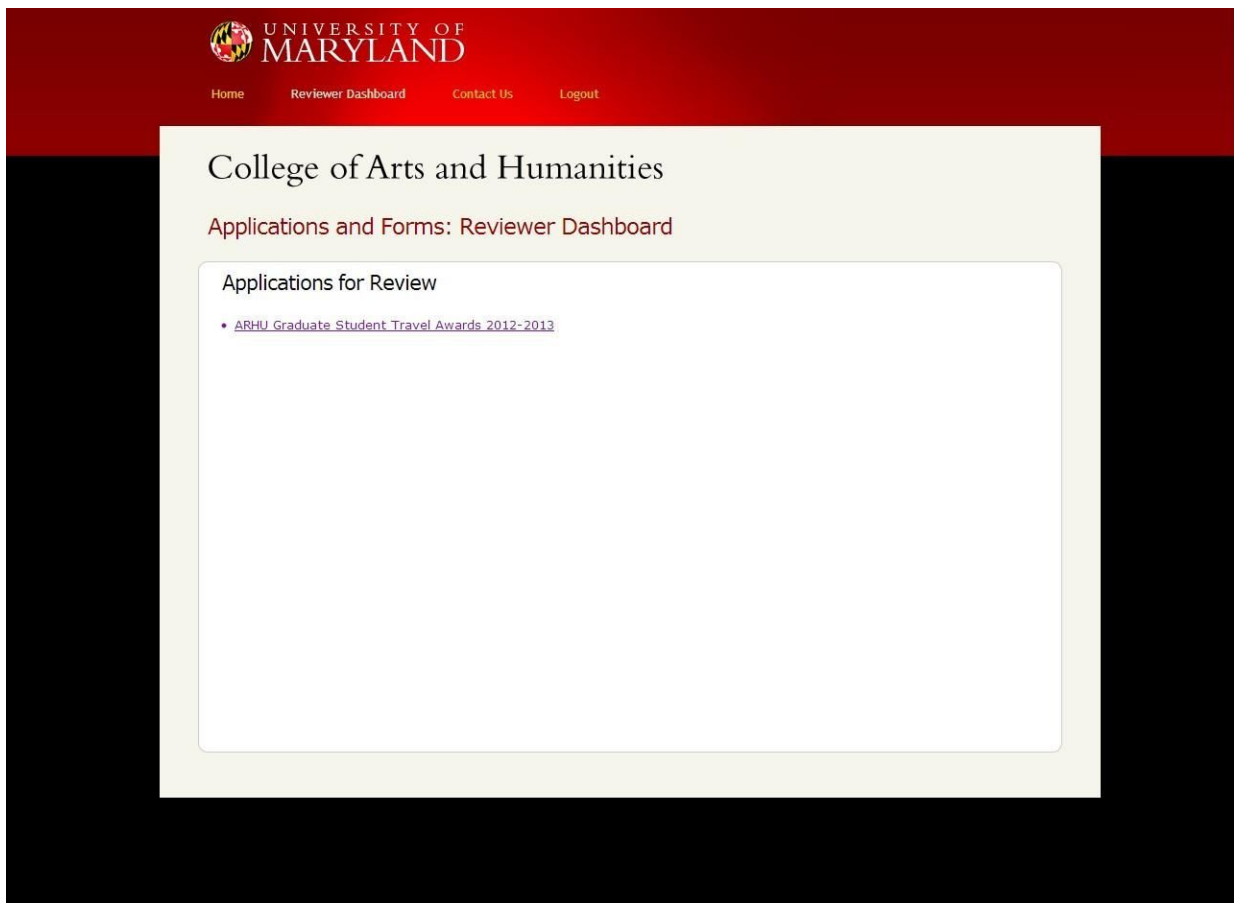 UNIVERSITY OF
MARYLAND
Home Reviewer Dashboard Contact Us Logout
College of Arts and Humanities
Applications and Forms: Reviewer Dashboard
Applications for Review
• ARHU Graduate Student Travel Awards 2012-2013